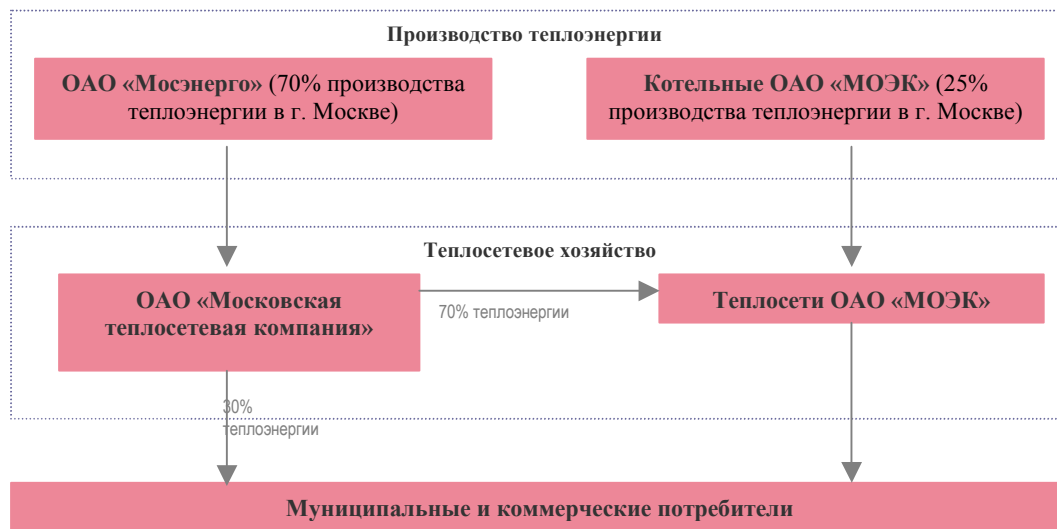 Производство теплоэнергии
ОАО «Мосэнерго» (70% производства
теплоэнергии в г. Москве)
Котельные ОАО «МОЭК» (25%
производства теплоэнергии в г. Москве)
Теплосетевое хозяйство
ОАО «Московская
теплосетевая компания»
70% теплоэнергии
Теплосети ОАО «МОЭК»
30%
теплоэнергии
Муниципальные и коммерческие потребители